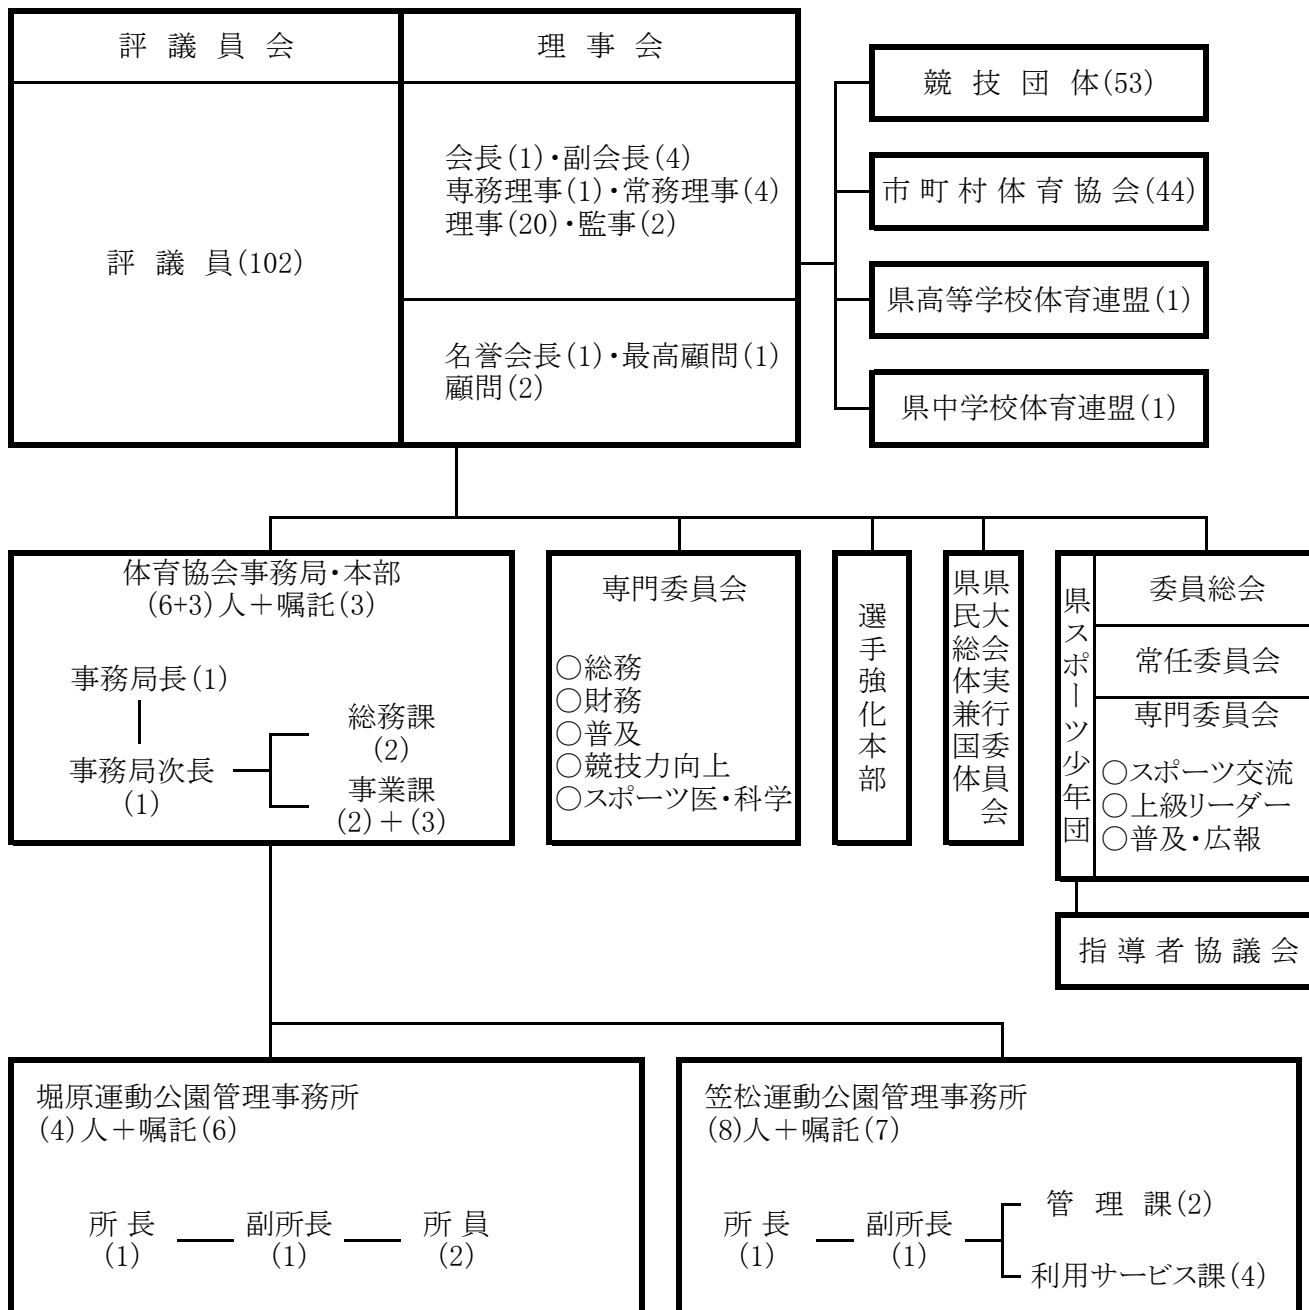 評 議 員 会
理 事 会
評 議 員(102)
会長(1)・副会長(4)
専務理事(1)・常務理事(4)
理事(20)・監事(2)
名誉会長(1)・最高顧問(1)
顧問(2)
競 技 団 体(53)
市町村体育協会(44)
県高等学校体育連盟(1)
県中学校体育連盟(1)
体育協会事務局・本部
(6+3)人＋嘱託(3)
事務局長(1)
事務局次長
(1)
総務課
(2)
事業課
(2)＋(3)
専門委員会
○総務
○財務
○普及
○競技力向上
○スポーツ医・科学
選手強化本部
県民総体兼国体
県大会実行委員会
県スポーツ少年団
委員総会
常任委員会
専門委員会
○スポーツ交流
○上級リーダー
○普及・広報
指 導 者 協 議 会
堀原運動公園管理事務所
(4)人＋嘱託(6)
所 長
(1)
副所長
(1)
所 員
(2)
笠松運動公園管理事務所
(8)人＋嘱託(7)
所 長
(1)
副所長
(1)
管 理 課(2)
利用サービス課(4)